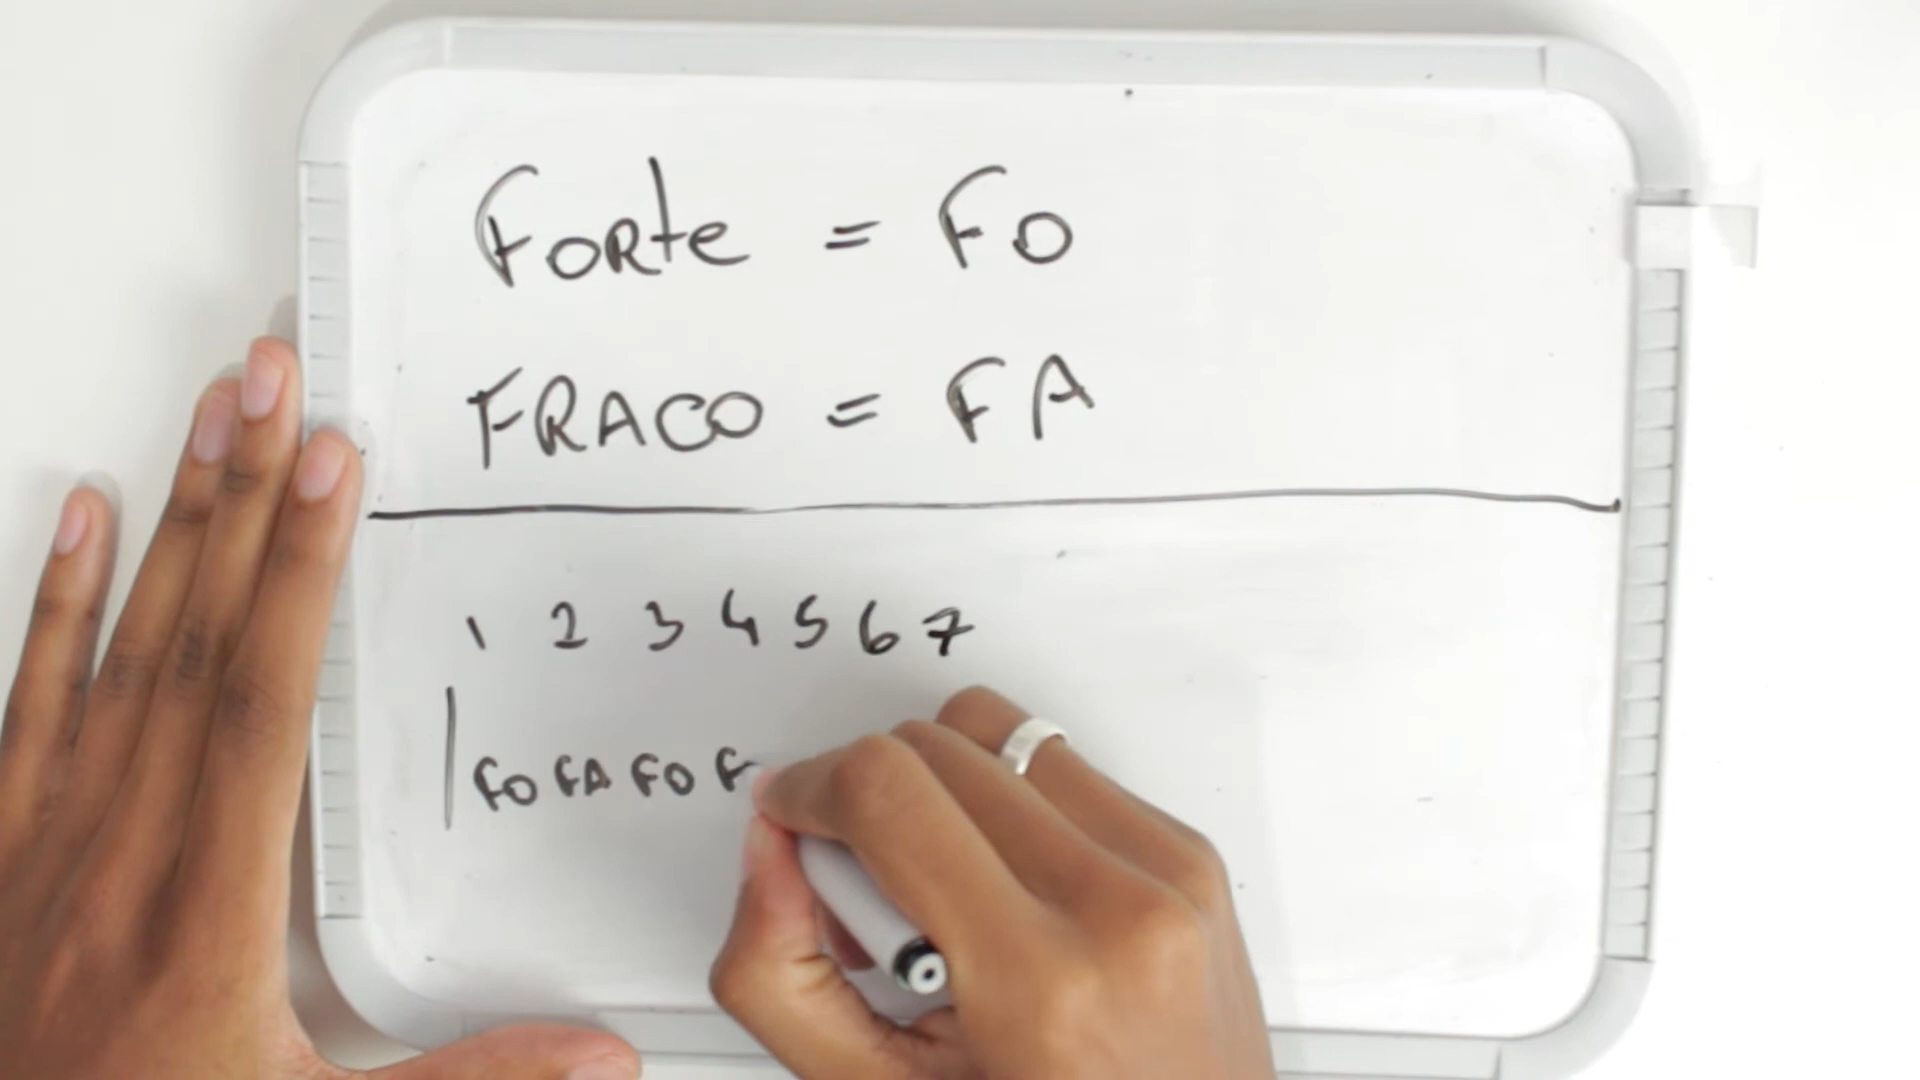 Forte = Fo
FRACO = FA
1 2 3 4 5 6 7
FO FA FO F